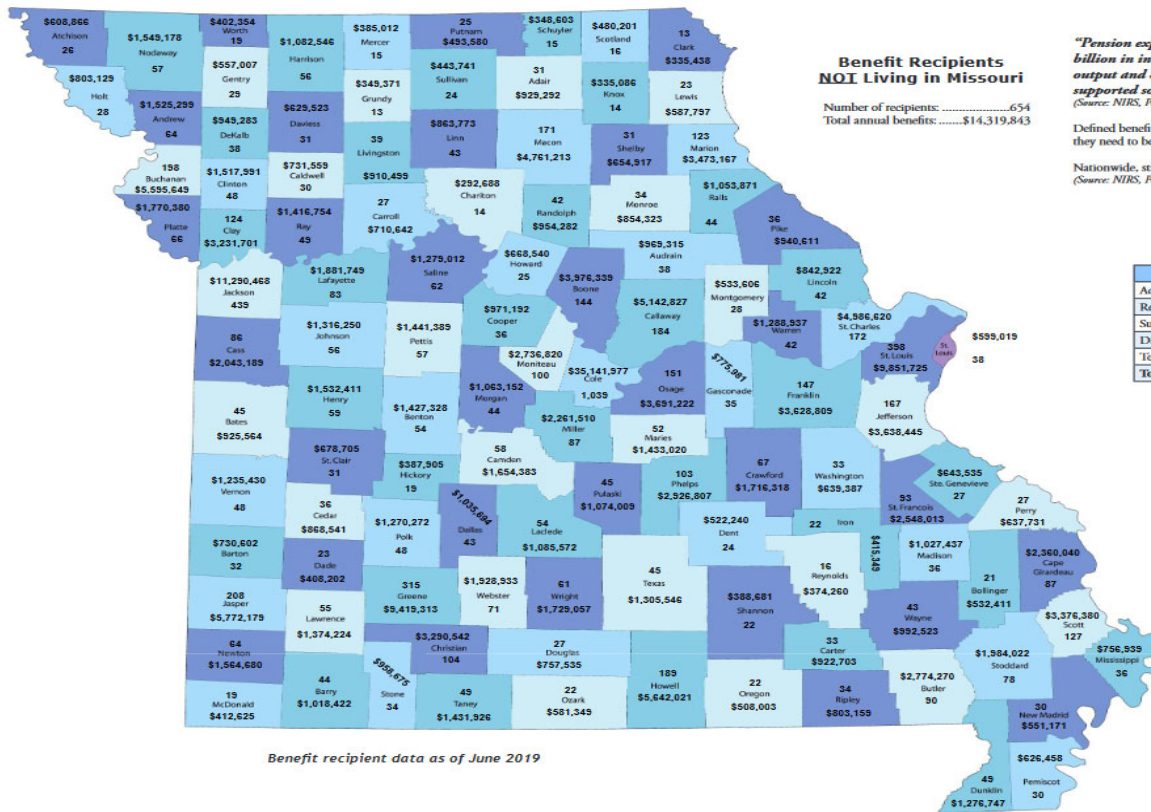 $608,866
Atchison
26
$1,549,178
Nodaway
57
$402,354
Worth
19
$1,082,546
Harrison
56
$385,012
Mercer
15
25
Putnam
$493,580
$348,603
Schuyler
15
$480,201
Scotland
16
13
Clark
$335,438
$557,007
Gentry
29
$349,371
Grundy
13
$443,741
Sullivan
24
31
Adair
$929,292
$335,086
Knox
14
23
Lewis
$587,797
$803,129
Holt
28
$1,525,299
Andrew
64
$949,283
DeKalb
38
$629,523
Daviess
31
39
Livingston
$910,499
$863,773
Linn
43
171
Macon
$4,761,213
31
Shelby
$654,917
123
Marion
$3,473,167
198
Buchanan
$5,595,649
$1,517,991
Clinton
48
$731,559
Caldwell
30
27
Carroll
$710,642
$292,688
Chariton
14
42
Randolph
$954,282
34
Monroe
$854,323
$1,053,871
Ralls
44
$1,770,380
Platte
66
124
Clay
$3,231,701
$1,416,754
Ray
49
$1,279,012
Saline
62
$668,540
Howard
25
$3,976,339
Boone
144
$969,315
Audrain
38
36
Pike
$940,611
$11,290,468
Jackson
439
$1,881,749
Lafayette
83
$971,192
Cooper
36
$5,142,827
Callaway
184
$533,606
Montgomery
28
$842,922
Lincoln
42
$1,288,937
Warren
42
$4,986,620
St. Charles
172
398
St. Louis
$9,851,725
St.
Louis
$599,019
38
86
Cass
$2,043,189
$1,316,250
Johnson
56
$1,441,389
Pettis
57
$2,736,820
Moniteau
100
$35,141,977
Cole
1,039
151
Osage
$3,691,222
$775,981
Gasconade
35
147
Franklin
$3,628,809
167
Jefferson
$3,638,445
45
Bates
$925,564
$1,532,411
Henry
59
$1,427,328
Benton
54
$1,063,152
Morgan
44
$2,261,510
Miller
87
52
Maries
$1,433,020
$678,705
St. Clair
31
$387,905
Hickory
19
58
Camden
$1,654,383
45
Pulaski
$1,074,009
103
Phelps
$2,926,807
67
Crawford
$1,716,318
33
Washington
$639,387
$643,535
Ste. Genevieve
27
93
St. Francois
$2,548,013
27
Perry
$637,731
$1,235,430
Vernon
48
36
Cedar
$868,541
$1,270,272
Polk
48
$1,035,694
Dallas
43
54
Laclede
$1,085,572
$522,240
Dent
24
22 Iron
$415,349
$1,027,437
Madison
36
$730,602
Barton
32
23
Dade
$408,202
315
Greene
$9,419,313
$1,928,933
Webster
71
61
Wright
$1,729,057
45
Texas
$1,305,546
16
Reynolds
$374,260
21
Bollinger
$532,411
$2,360,040
Cape
Girardeau
87
208
Jasper
$5,772,179
55
Lawrence
$1,374,224
$388,681
Shannon
22
43
Wayne
$992,523
$3,376,380
Scott
127
64
Newton
$1,564,680
$3,290,542
Christian
104
27
Douglas
$757,535
33
Carter
$922,703
$1,984,022
Stoddard
78
$756,939
Mississippi
36
19
McDonald
$412,625
44
Barry
$1,018,422
$958,675
Stone
34
49
Taney
$1,431,926
22
Ozark
$581,349
189
Howell
$5,642,021
22
Oregon
$508,003
34
Ripley
$803,159
$2,774,270
Butler
90
30
New Madrid
$551,171
$626,458
Pemiscot
30
49
Dunklin
$1,276,747
Benefit recipient data as of June 2019
Benefit Recipients
NOT Living in Missouri
Number of recipients: ....................654
Total annual benefits: .......$14,319,843
"Pension exp
billion in in
output and
supported so
(Source: NIRS, P
Defined benefi
they need to be
Nationwide, st
(Source: NIRS, P
Ad
Re
Su
D
To
To